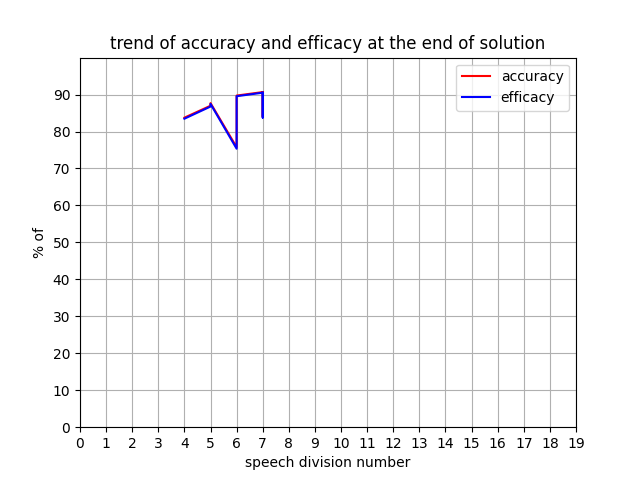 trend of accuracy and efficacy at the end of solution
accuracy
efficacy
90
80
70
60
50
40
30
20
10
0
% of
0 1 2 3 4 5 6 7 8 9 10 11 12 13 14 15 16 17 18 19
speech division number